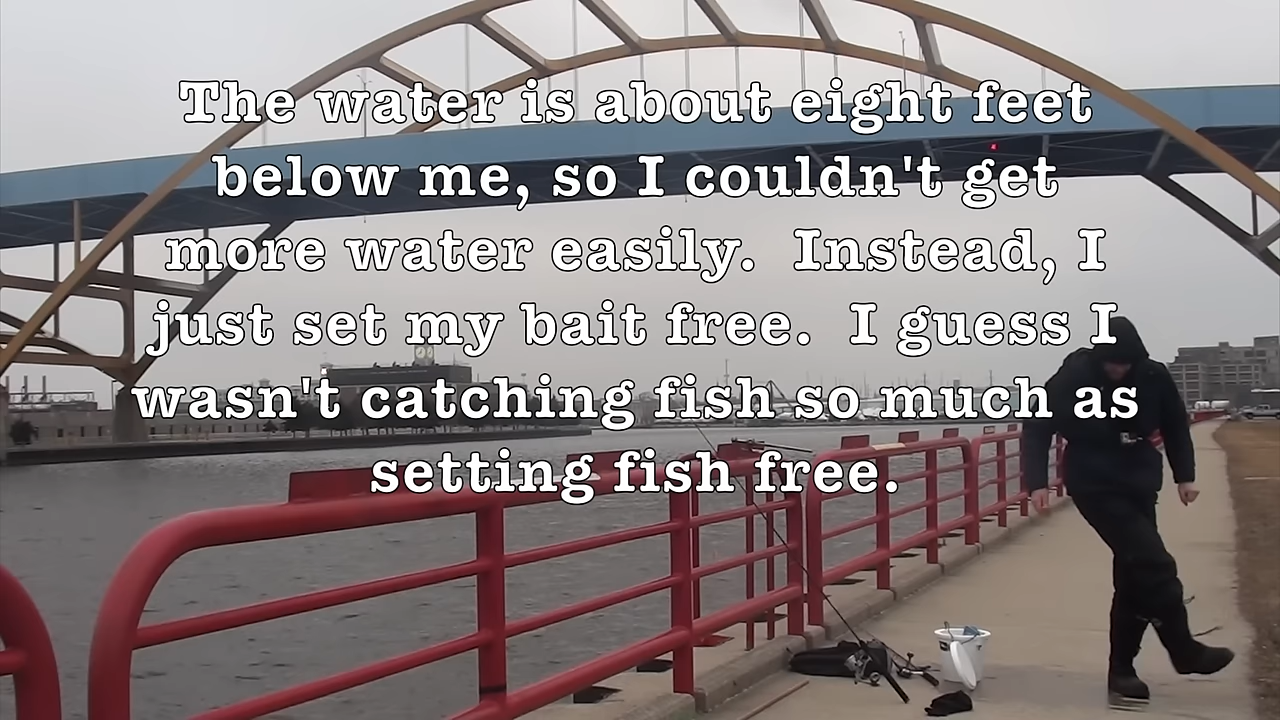 The water is about eight feet
below me, so I couldn't get
more water easily.  Instead, I
just set my bait free.  I guess I
wasn't catching fish so much as
setting fish free.